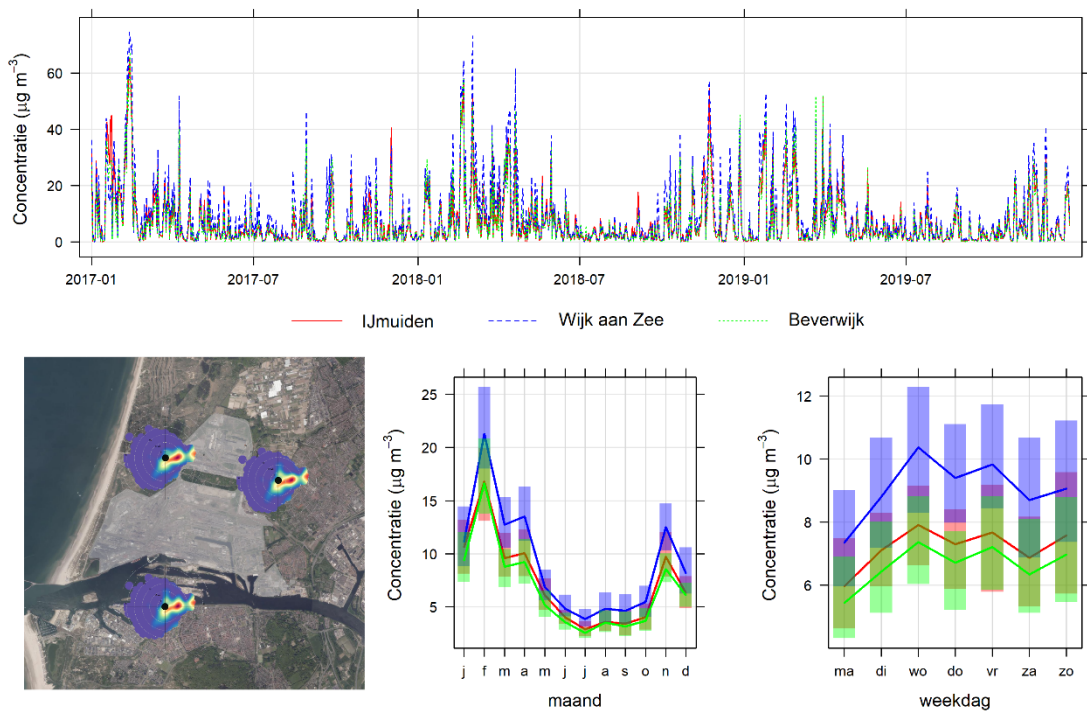 Concentratie (μg m⁻³)
60
40
20
0
2017-01 2017-07 2018-01 2018-07 2019-01 2019-07
IJmuiden Wijk aan Zee Beverwijk
Concentratie (μg m⁻³)
25
20
15
10
5
j f m a m j j a s o n d
maand
Concentratie (μg m⁻³)
12
10
8
6
ma di wo do vr za zo
weekdag